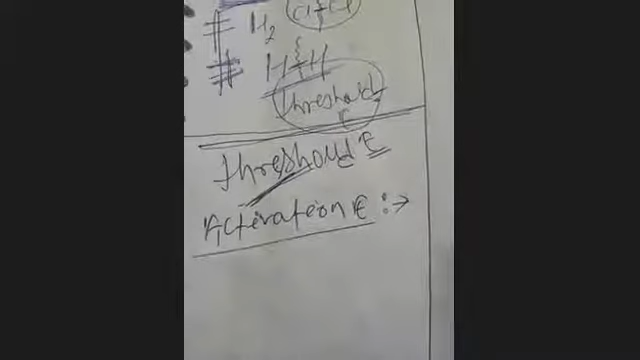 # H₂
# H H
threshold
E
threshold E
Activation E :→